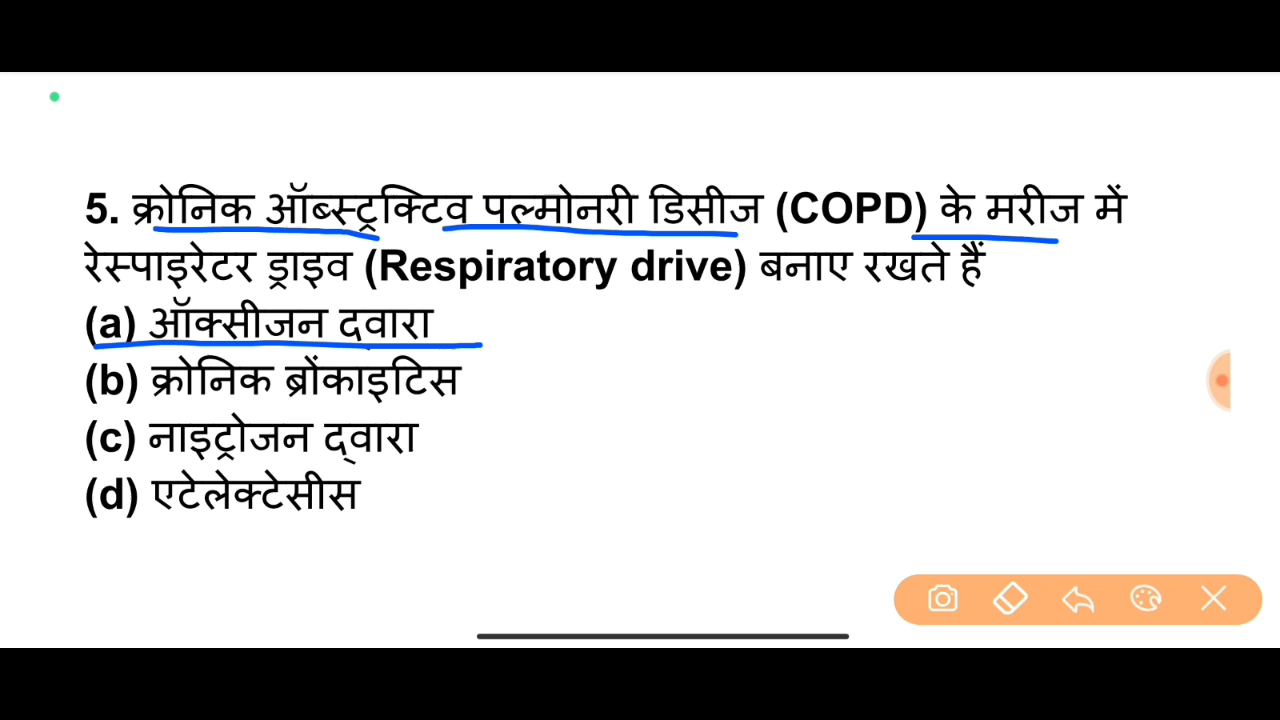 5. क्रोनिक ऑब्स्ट्रक्टिव पल्मोनरी डिसीज (COPD) के मरीज में
रेस्पाइरेटर ड्राइव (Respiratory drive) बनाए रखते हैं
(a) ऑक्सीजन द्वारा
(b) क्रोनिक ब्रोंकाइटिस
(c) नाइट्रोजन द्वारा
(d) एटेलेक्टेसीस